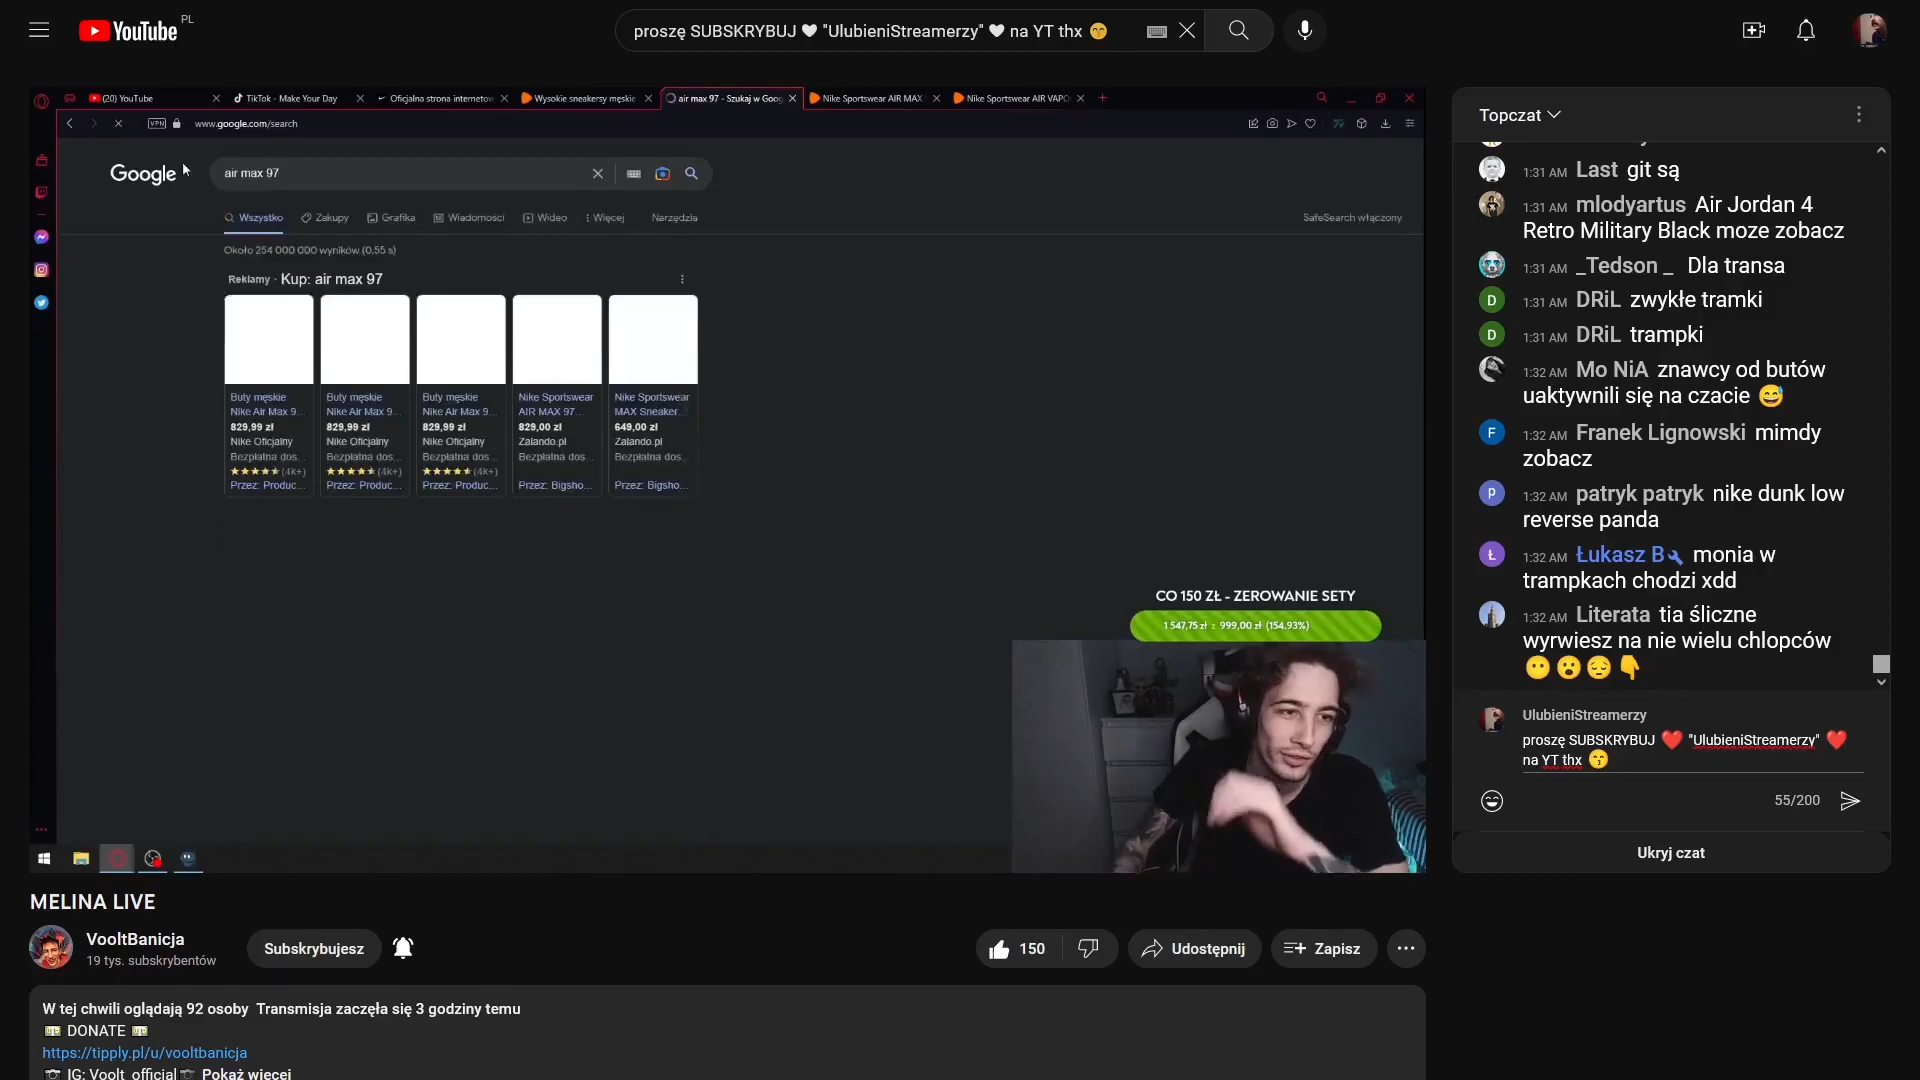 YouTube PL
proszę SUBSKRYBUJ 🤍 "UlubieniStreamerzy" 🤍 na YT thx 🤭
(20) YouTube
TikTok - Make Your Day
Oficjalna strona internetow
Wysokie sneakersy męskie
air max 97 - Szukaj w Goog
Nike Sportswear AIR MAX
Nike Sportswear AIR VAPO
VPN www.google.com/search
Google air max 97
Wszystko Zakupy Grafika Wiadomości Wideo Więcej Narzędzia SafeSearch włączony
Około 254 000 000 wyników (0,55 s)
Reklamy · Kup: air max 97
Buty męskie
Nike Air Max 9...
829,99 zł
Nike Oficjalny
Bezpłatna dos...
(4k+)
Przez: Produc...
Buty męskie
Nike Air Max 9...
829,99 zł
Nike Oficjalny
Bezpłatna dos...
(4k+)
Przez: Produc...
Buty męskie
Nike Air Max 9...
829,99 zł
Nike Oficjalny
Bezpłatna dos...
(4k+)
Przez: Produc...
Nike Sportswear
AIR MAX 97...
829,00 zł
Zalando.pl
Bezpłatna dos...
Przez: Bigsho...
Nike Sportswear
MAX Sneaker...
649,00 zł
Zalando.pl
Bezpłatna dos...
Przez: Bigsho...
CO 150 ZŁ - ZEROWANIE SETY
1 547,75 zł z 999,00 zł (154.93%)
Topczat
1:31 AM Last git są
1:31 AM mlodyartus Air Jordan 4
Retro Military Black moze zobacz
1:31 AM _Tedson _ Dla transa
D 1:31 AM DRiL zwykłe tramki
D 1:31 AM DRiL trampki
1:32 AM Mo NiA znawcy od butów
uaktywnili się na czacie 😅
F 1:32 AM Franek Lignowski mimdy
zobacz
P 1:32 AM patryk patryk nike dunk low
reverse panda
Ł 1:32 AM Łukasz B monia w
trampkach chodzi xdd
1:32 AM Literata tia śliczne
wyrwiesz na nie wielu chlopców
😶😮😔👇
UlubieniStreamerzy
proszę SUBSKRYBUJ ❤️ "UlubieniStreamerzy" ❤️
na YT thx 😙
55/200
Ukryj czat
MELINA LIVE
VooltBanicja
19 tys. subskrybentów
Subskrybujesz
150
Udostępnij
Zapisz
W tej chwili oglądają 92 osoby Transmisja zaczęła się 3 godziny temu
💵 DONATE 💵
https://tipply.pl/u/vooltbanicja
📷 IG: Voolt_official📷 Pokaż więcej